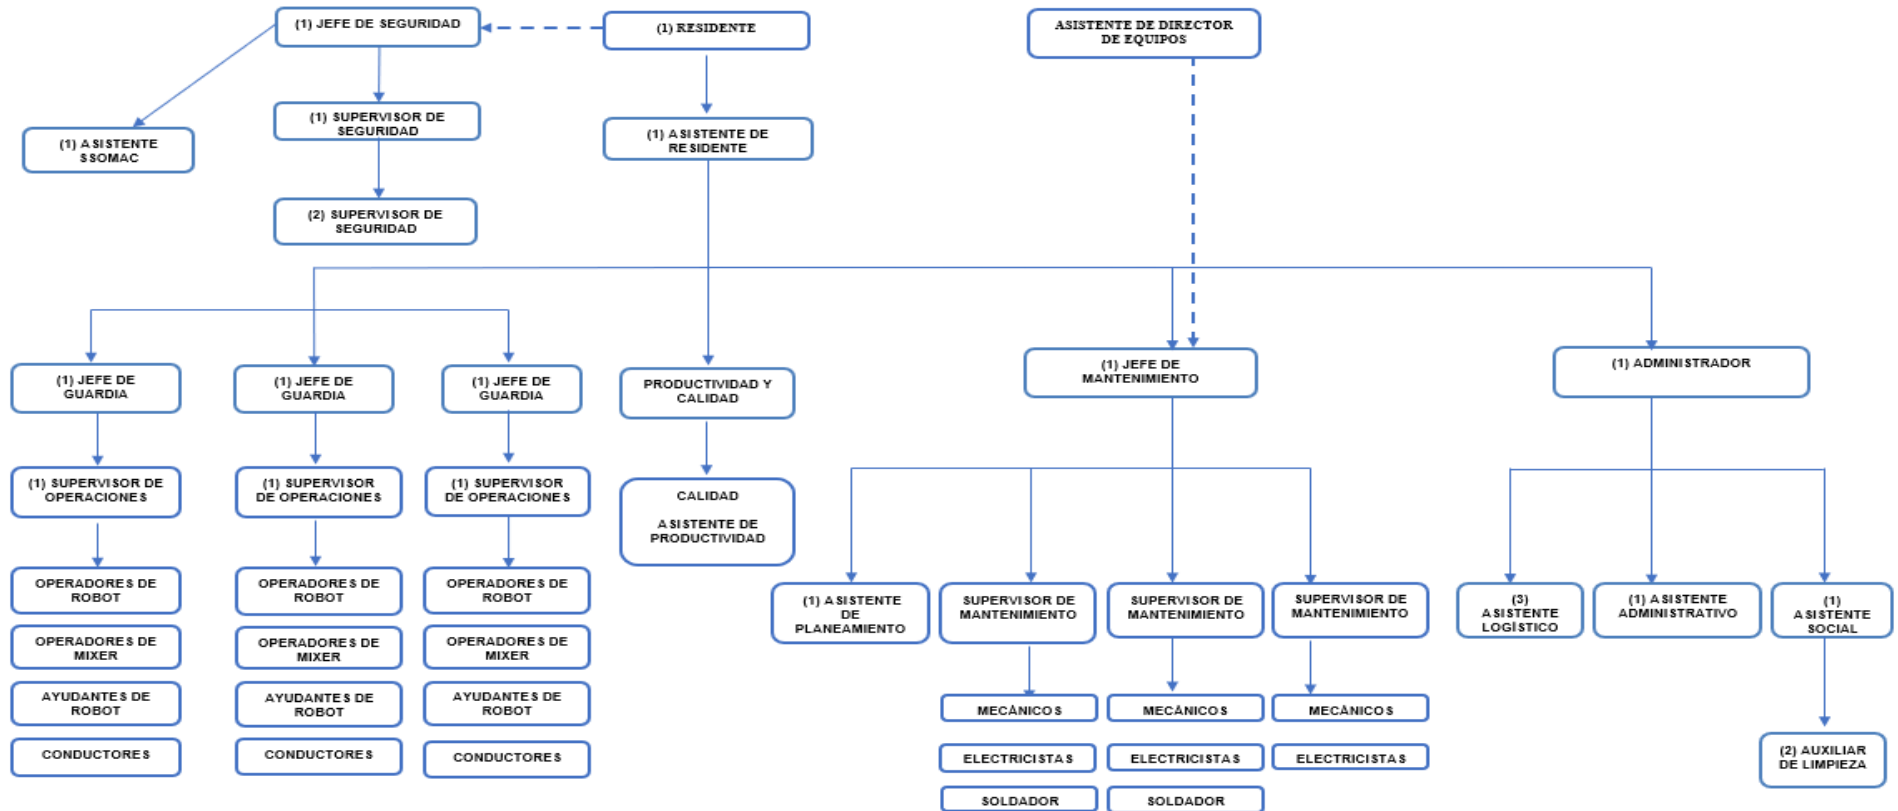 (1) JEFE DE SEGURIDAD
(1) RESIDENTE
ASISTENTE DE DIRECTOR
DE EQUIPOS
(1) ASISTENTE
SSOMAC
(1) SUPERVISOR DE
SEGURIDAD
(1) ASISTENTE DE
RESIDENTE
(2) SUPERVISOR DE
SEGURIDAD
(1) JEFE DE
GUARDIA
(1) JEFE DE
GUARDIA
(1) JEFE DE
GUARDIA
PRODUCTIVIDAD Y
CALIDAD
(1) JEFE DE
MANTENIMIENTO
(1) ADMINISTRADOR
(1) SUPERVISOR DE
OPERACIONES
(1) SUPERVISOR
DE OPERACIONES
(1) SUPERVISOR
DE OPERACIONES
CALIDAD
ASISTENTE DE
PRODUCTIVIDAD
OPERADORES DE
ROBOT
OPERADORES DE
ROBOT
OPERADORES DE
ROBOT
(1) ASISTENTE
DE
PLANEAMIENTO
SUPERVISOR DE
MANTENIMIENTO
SUPERVISOR DE
MANTENIMIENTO
SUPERVISOR DE
MANTENIMIENTO
(3)
ASISTENTE
LOGÍSTICO
(1) ASISTENTE
ADMINISTRATIVO
(1)
ASISTENTE
SOCIAL
OPERADORES DE
MIXER
OPERADORES DE
MIXER
OPERADORES DE
MIXER
AYUDANTES DE
ROBOT
AYUDANTES DE
ROBOT
AYUDANTES DE
ROBOT
MECÁNICOS
MECÁNICOS
MECÁNICOS
CONDUCTORES
CONDUCTORES
CONDUCTORES
ELECTRICISTAS
ELECTRICISTAS
ELECTRICISTAS
(2) AUXILIAR
DE LIMPIEZA
SOLDADOR
SOLDADOR